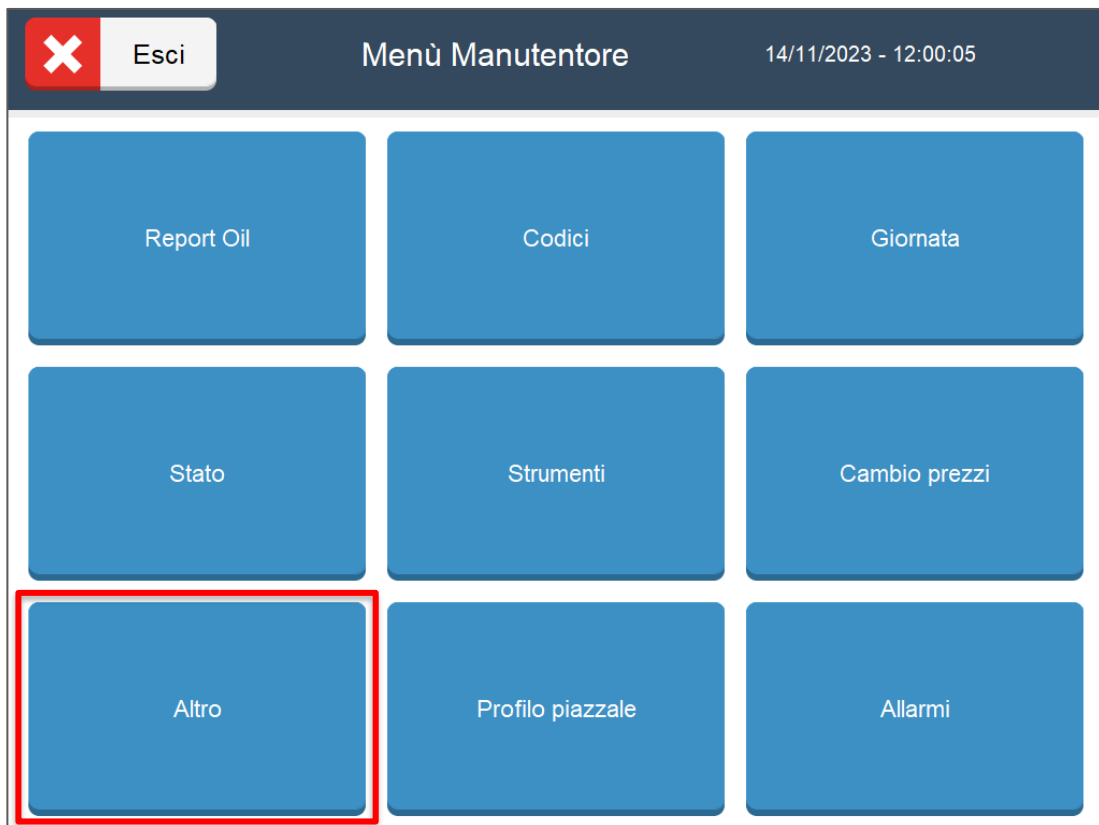 Esci
Menù Manutentore
14/11/2023 - 12:00:05
Report Oil
Codici
Giornata
Stato
Strumenti
Cambio prezzi
Altro
Profilo piazzale
Allarmi